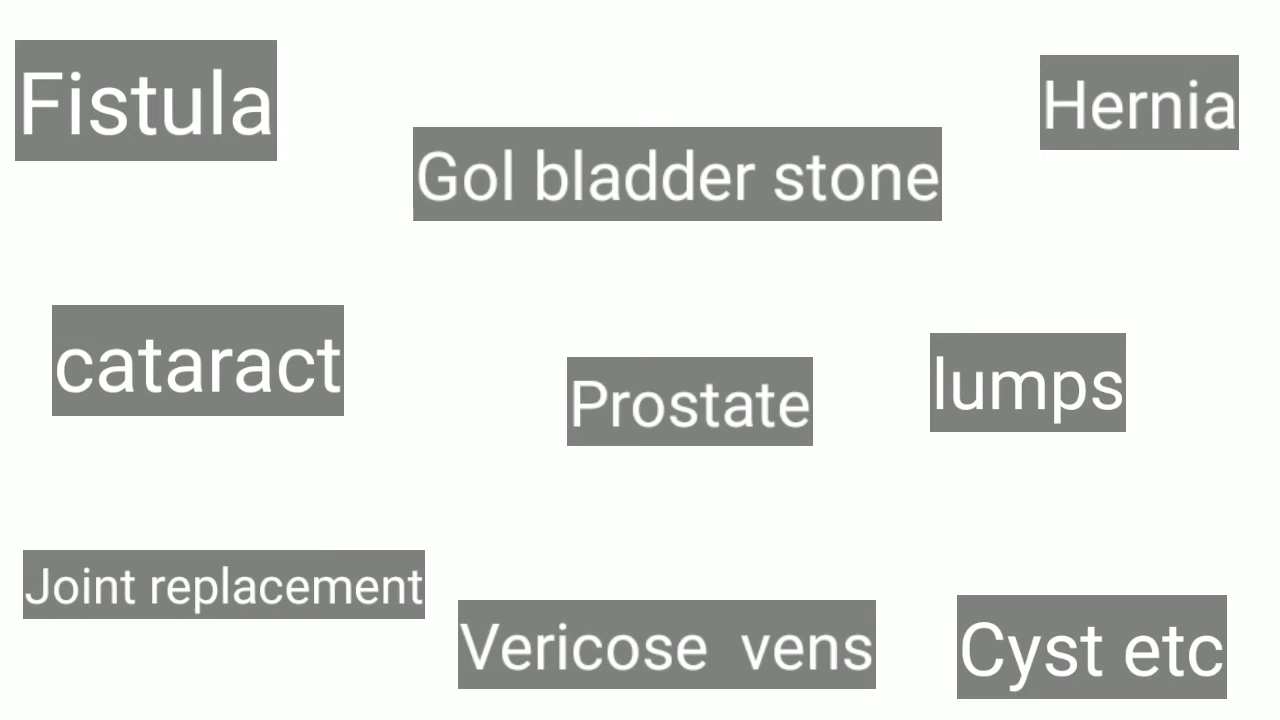 Fistula
Gol bladder stone
Hernia
cataract
Prostate
lumps
Joint replacement
Vericose vens
Cyst etc